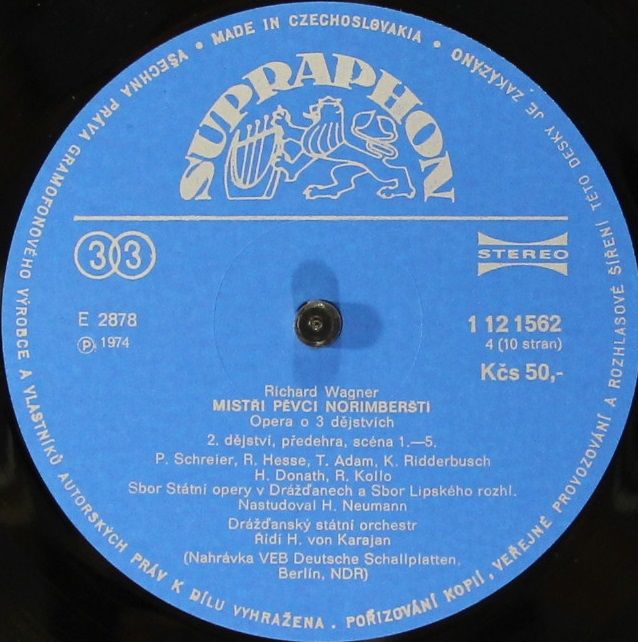 • MADE IN CZECHOSLOVAKIA •
VŠECHNA PRÁVA GRAMOFONOVÉHO VÝROBCE A VLASTNÍKŮ AUTORSKÝCH PRÁV K DÍLU VYHRAŽENA . POŘIZOVÁNÍ KOPIÍ, VEŘEJNÉ PROVOZOVÁNÍ A ROZHLASOVÉ ŠÍŘENÍ TÉTO DESKY JE ZAKÁZÁNO
SUPRAPHON
33
STEREO
E 2878
℗ 1974
1 12 1562
4 (10 stran)
Kčs 50,-
Richard Wagner
MISTŘI PĚVCI NORIMBERŠTÍ
Opera o 3 dějstvích
2. dějství, předehra, scéna 1.—5.
P. Schreier, R. Hesse, T. Adam, K. Ridderbusch
H. Donath, R. Kollo
Sbor Státní opery v Drážďanech a Sbor Lipského rozhl.
Nastudoval H. Neumann
Drážďanský státní orchestr
Řídí H. von Karajan
(Nahrávka VEB Deutsche Schallplatten,
Berlín, NDR)